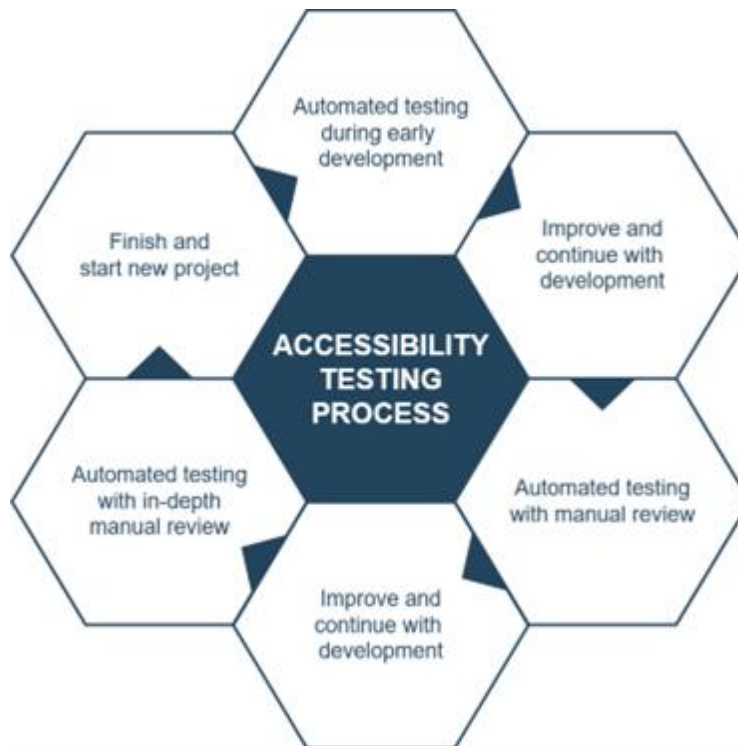 Automated testing
during early
development
Improve and
continue with
development
Automated testing
with manual review
Improve and
continue with
development
Automated testing
with in-depth
manual review
Finish and
start new project
ACCESSIBILITY
TESTING
PROCESS